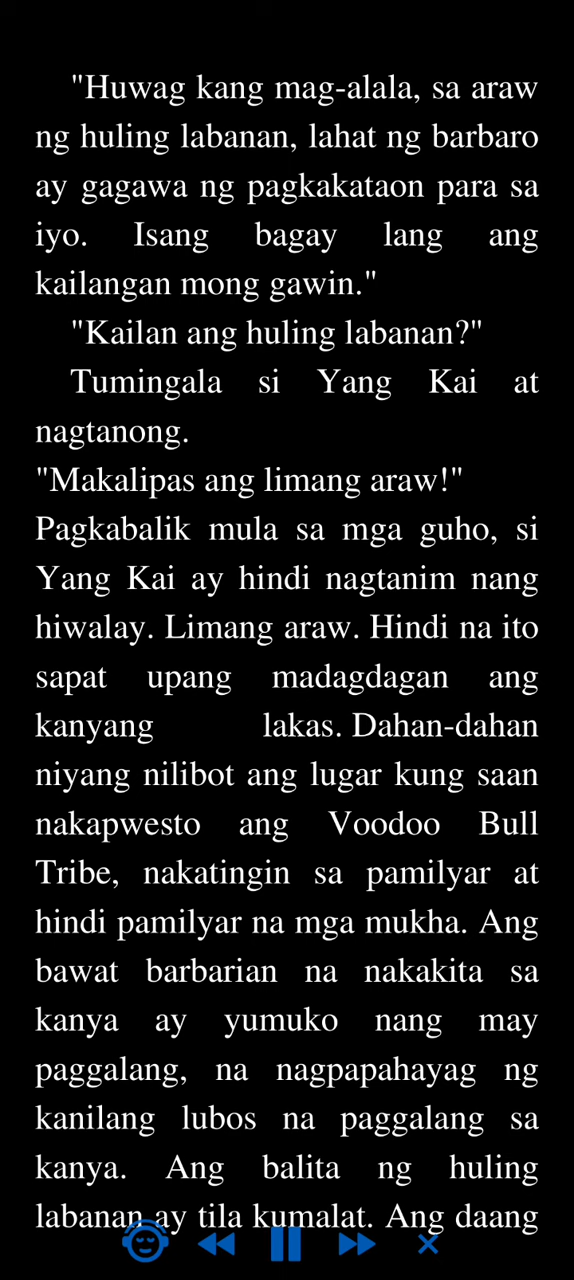 "Huwag kang mag-alala, sa araw
ng huling labanan, lahat ng barbaro
ay gagawa ng pagkakataon para sa
iyo. Isang bagay lang ang
kailangan mong gawin."
"Kailan ang huling labanan?"
Tumingala si Yang Kai at
nagtanong.
"Makalipas ang limang araw!"
Pagkabalik mula sa mga guho, si
Yang Kai ay hindi nagtanim nang
hiwalay. Limang araw. Hindi na ito
sapat upang madagdagan ang
kanyang lakas. Dahan-dahan
niyang nilibot ang lugar kung saan
nakapwesto ang Voodoo Bull
Tribe, nakatingin sa pamilyar at
hindi pamilyar na mga mukha. Ang
bawat barbarian na nakakita sa
kanya ay yumuko nang may
paggalang, na nagpapahayag ng
kanilang lubos na paggalang sa
kanya. Ang balita ng huling
labanan ay tila kumalat. Ang daang